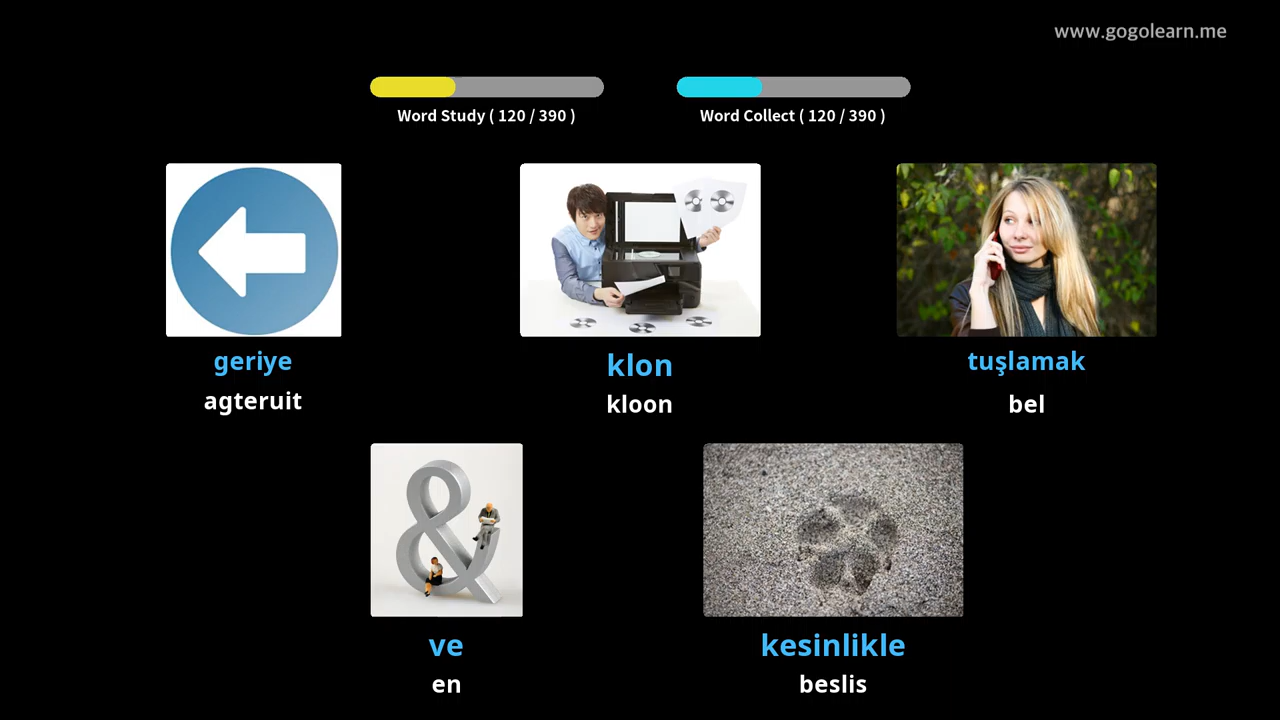 www.gogolearn.me
Word Study ( 120 / 390 )
Word Collect ( 120 / 390 )
geriye
agteruit
klon
kloon
tuşlamak
bel
ve
en
kesinlikle
beslis